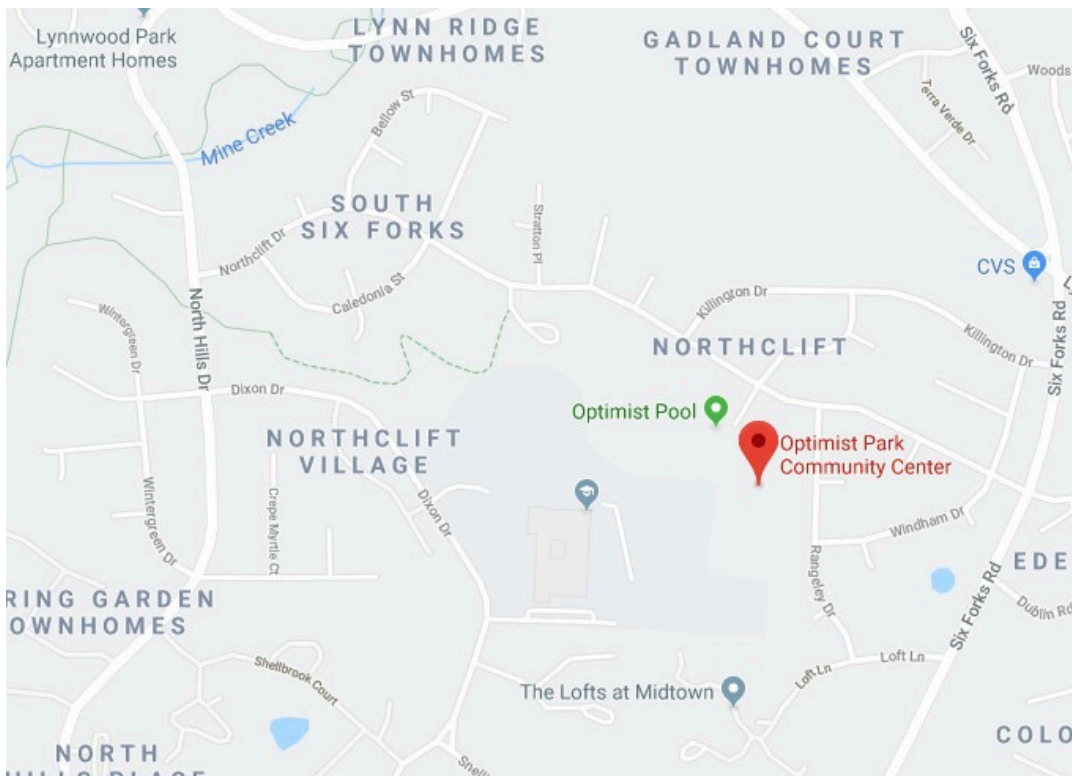 Lynnwood Park
Apartment Homes
LYNN RIDGE
TOWNHOMES
GADLAND COURT
TOWNHOMES
Six Forks Rd
Woods
Terra Verde Dr
Bellow St
Mine Creek
SOUTH
SIX FORKS
Stratton Pl
Northclift Dr
Caledonia St
CVS
Killington Dr
Killington Dr
NORTHCLIFT
Six Forks Rd
Wintergreen Dr
North Hills Dr
Dixon Dr
Optimist Pool
Optimist Park
Community Center
NORTHCLIFT
VILLAGE
Dixon Dr
Crepe Myrtle Ct
Wintergreen Dr
Windham Dr
Rangeley Dr
EDE
RING GARDEN
OWNHOMES
Six Forks Rd
Dublin Rd
Shellbrook Court
Loft Ln
Loft Ln
The Lofts at Midtown
COLO
NORTH
HILLS PLACE
Snel